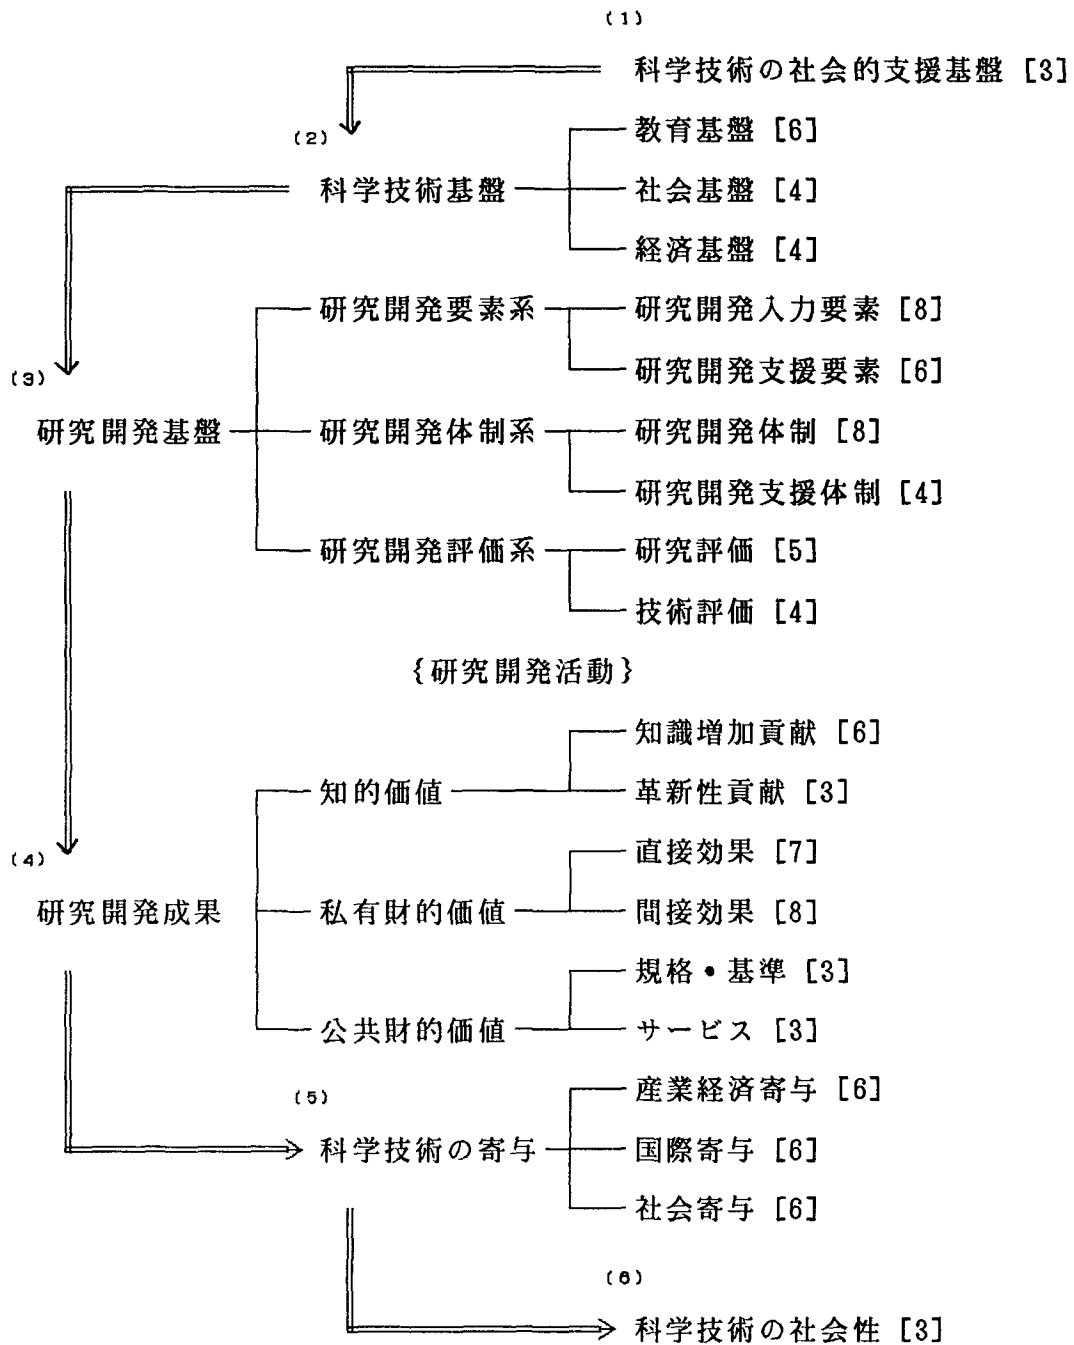 (1)
科学技術の社会的支援基盤 [3]
教育基盤 [6]
(2)
科学技術基盤 社会基盤 [4]
経済基盤 [4]
研究開発要素系 研究開発入力要素 [8]
研究開発支援要素 [6]
(3)
研究開発基盤 研究開発体制系 研究開発体制 [8]
研究開発支援体制 [4]
研究開発評価系 研究評価 [5]
技術評価 [4]
{研究開発活動}
知識増加貢献 [6]
知的価値 革新性貢献 [3]
直接効果 [7]
(4)
研究開発成果 私有財的価値 間接効果 [8]
規格・基準 [3]
公共財的価値 サービス [3]
産業経済寄与 [6]
(5)
科学技術の寄与 国際寄与 [6]
社会寄与 [6]
(6)
科学技術の社会性 [3]